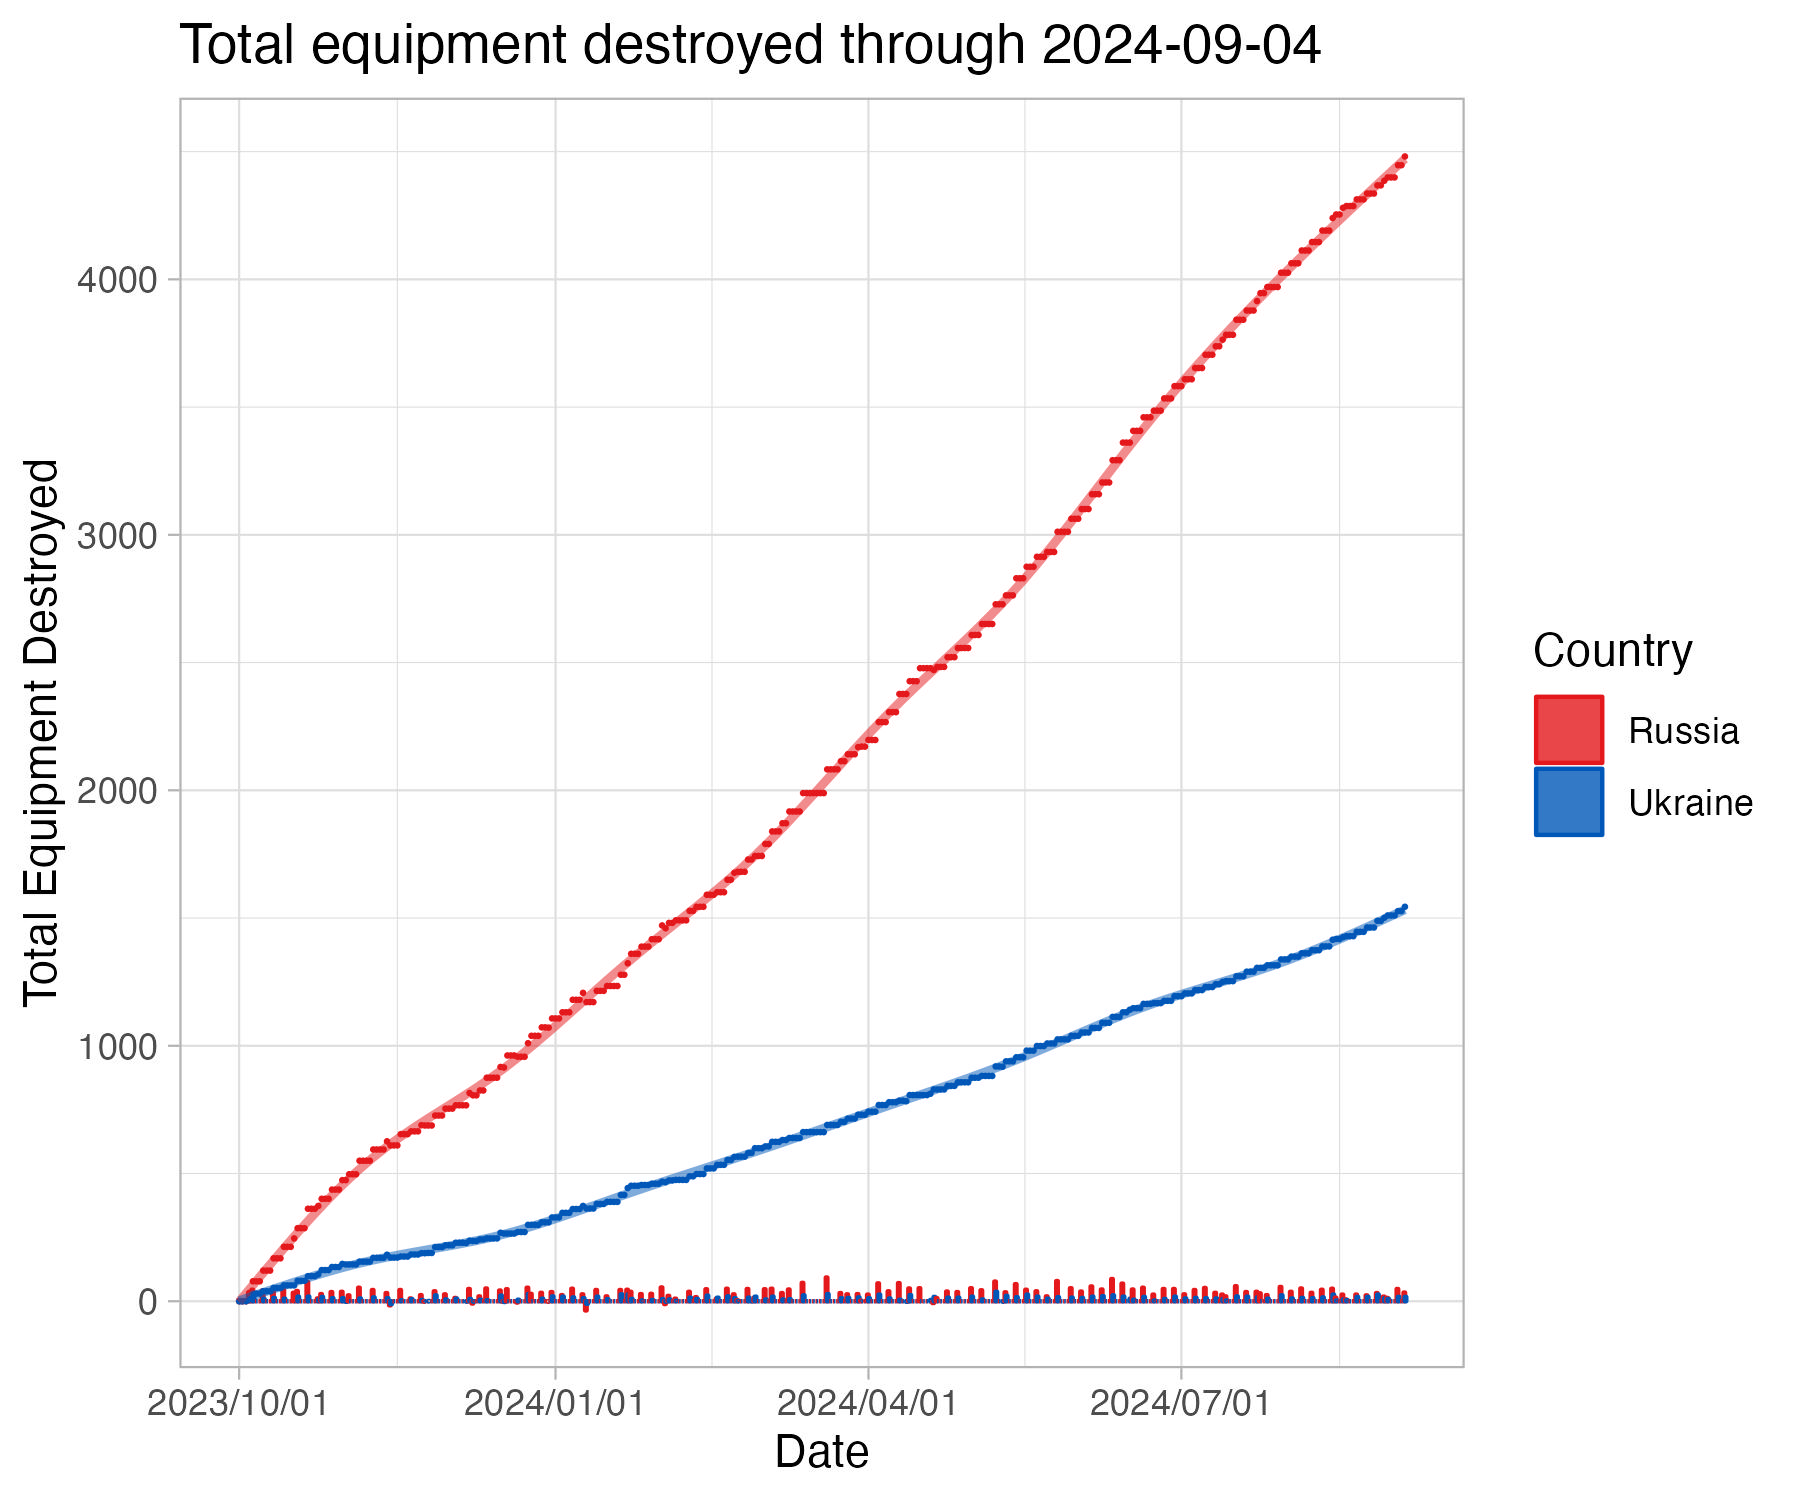 Total equipment destroyed through 2024-09-04
Total Equipment Destroyed
4000
3000
2000
1000
0
2023/10/01
2024/01/01
2024/04/01
2024/07/01
Date
Country
Russia
Ukraine